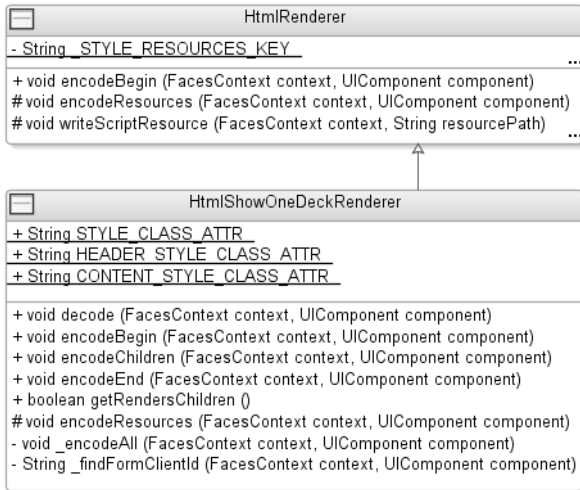 HtmlRenderer
- String _STYLE_RESOURCES_KEY
...
+ void encodeBegin (FacesContext context, UIComponent component)
# void encodeResources (FacesContext context, UIComponent component)
# void writeScriptResource (FacesContext context, String resourcePath)
...
HtmlShowOneDeckRenderer
+ String STYLE_CLASS_ATTR
+ String HEADER_STYLE_CLASS_ATTR
+ String CONTENT_STYLE_CLASS_ATTR
+ void decode (FacesContext context, UIComponent component)
+ void encodeBegin (FacesContext context, UIComponent component)
+ void encodeChildren (FacesContext context, UIComponent component)
+ void encodeEnd (FacesContext context, UIComponent component)
+ boolean getRendersChildren ()
# void encodeResources (FacesContext context, UIComponent component)
- void _encodeAll (FacesContext context, UIComponent component)
- String _findFormClientId (FacesContext context, UIComponent component)